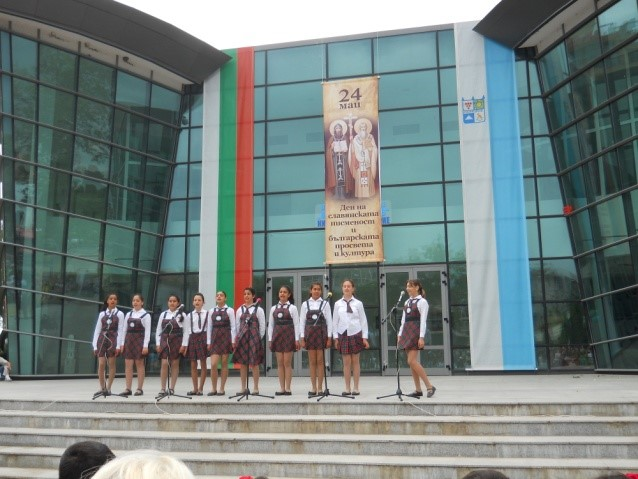 24
май
Ден на
славянската
писменост
и
българската
просвета
и култура